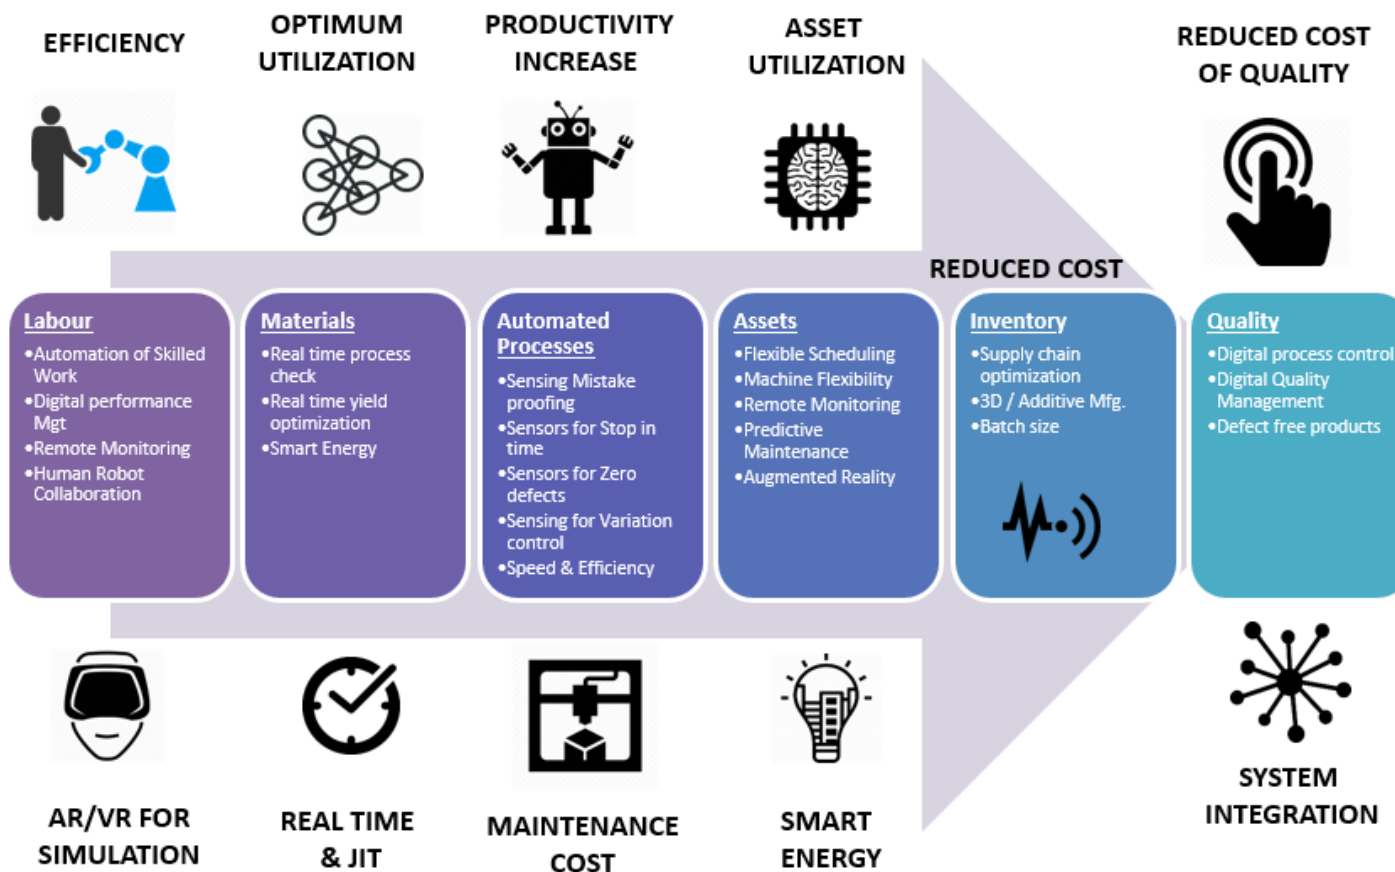 EFFICIENCY
OPTIMUM
UTILIZATION
PRODUCTIVITY
INCREASE
ASSET
UTILIZATION
REDUCED COST
OF QUALITY
REDUCED COST
Labour
•Automation of Skilled
Work
•Digital performance
Mgt
•Remote Monitoring
•Human Robot
Collaboration
Materials
•Real time process
check
•Real time yield
optimization
•Smart Energy
Automated
Processes
•Sensing Mistake
proofing
•Sensors for Stop in
time
•Sensors for Zero
defects
•Sensing for Variation
control
•Speed & Efficiency
Assets
•Flexible Scheduling
•Machine Flexibility
•Remote Monitoring
•Predictive
Maintenance
•Augmented Reality
Inventory
•Supply chain
optimization
•3D / Additive Mfg.
•Batch size
Quality
•Digital process control
•Digital Quality
Management
•Defect free products
AR/VR FOR
SIMULATION
REAL TIME
& JIT
MAINTENANCE
COST
SMART
ENERGY
SYSTEM
INTEGRATION